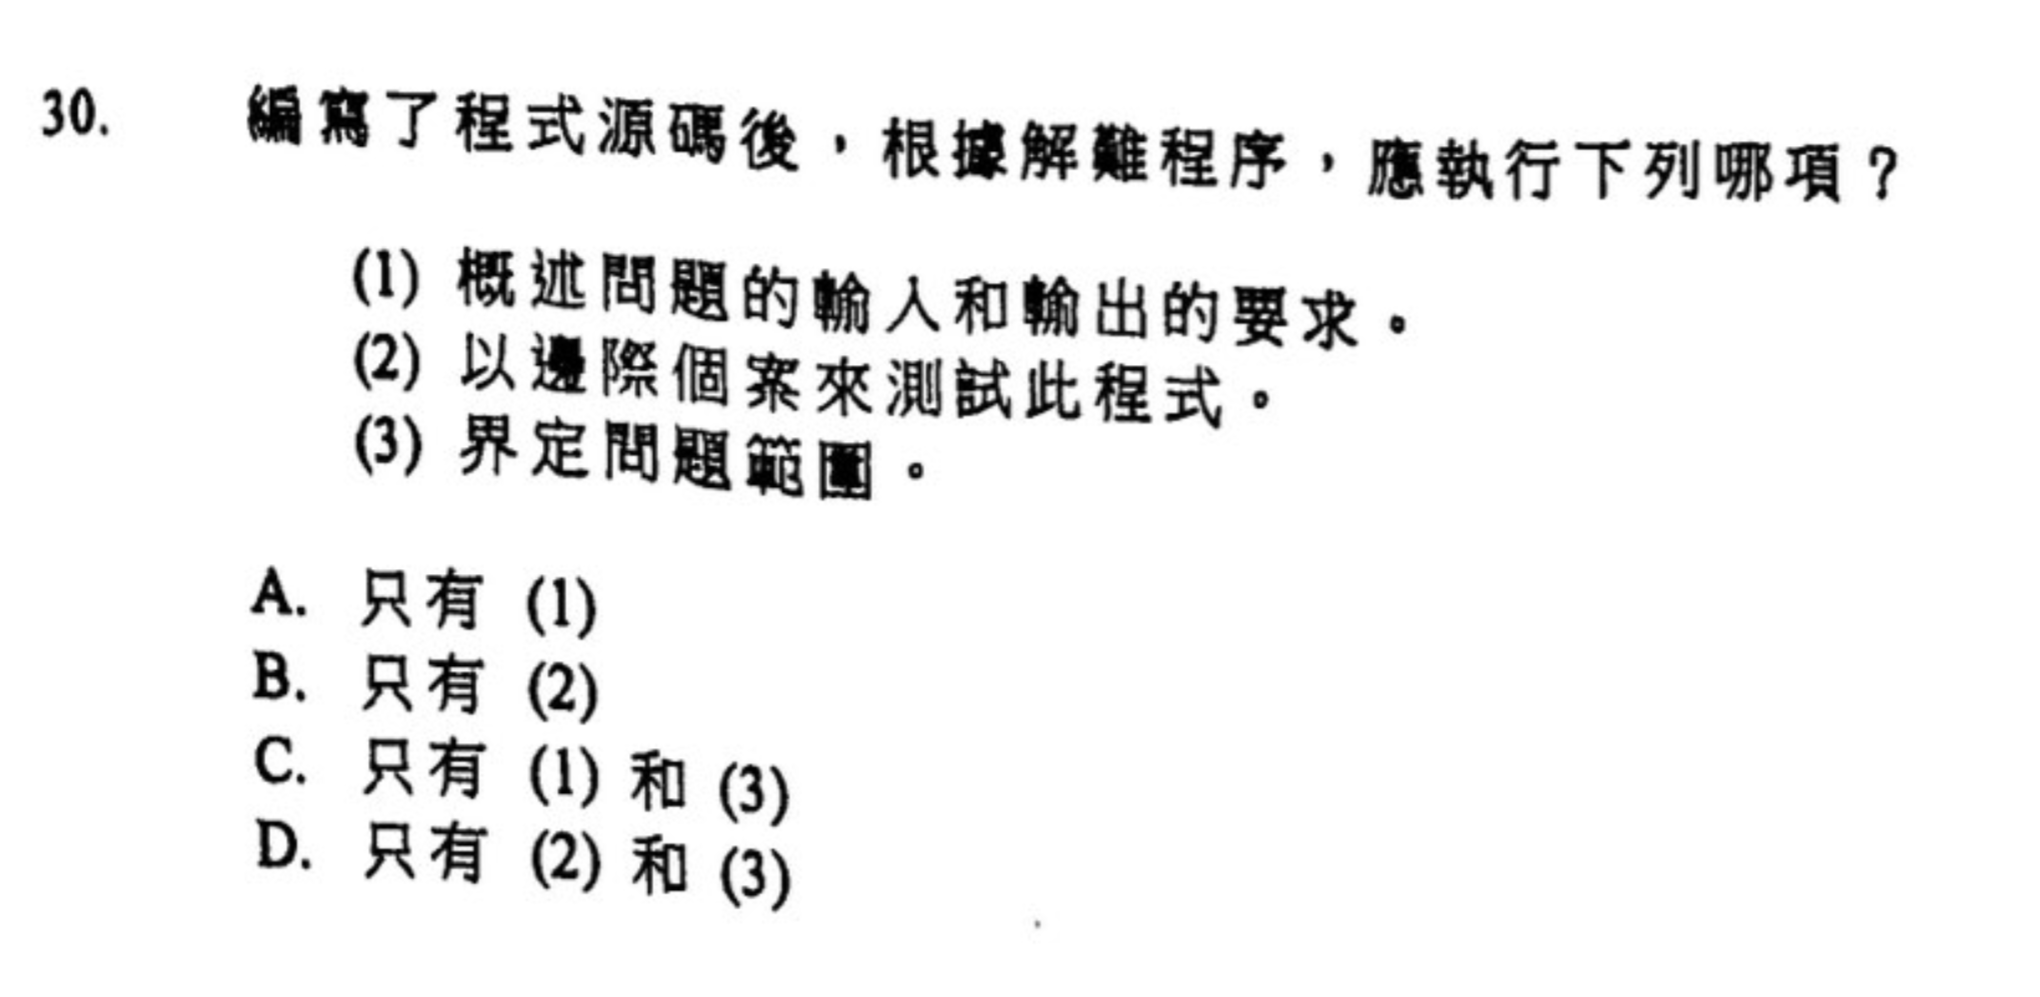 30. 編寫了程式源碼後，根據解難程序，應執行下列哪項？
(1) 概述問題的輸入和輸出的要求。
(2) 以邊際個案來測試此程式。
(3) 界定問題範圍。
A. 只有 (1)
B. 只有 (2)
C. 只有 (1) 和 (3)
D. 只有 (2) 和 (3)